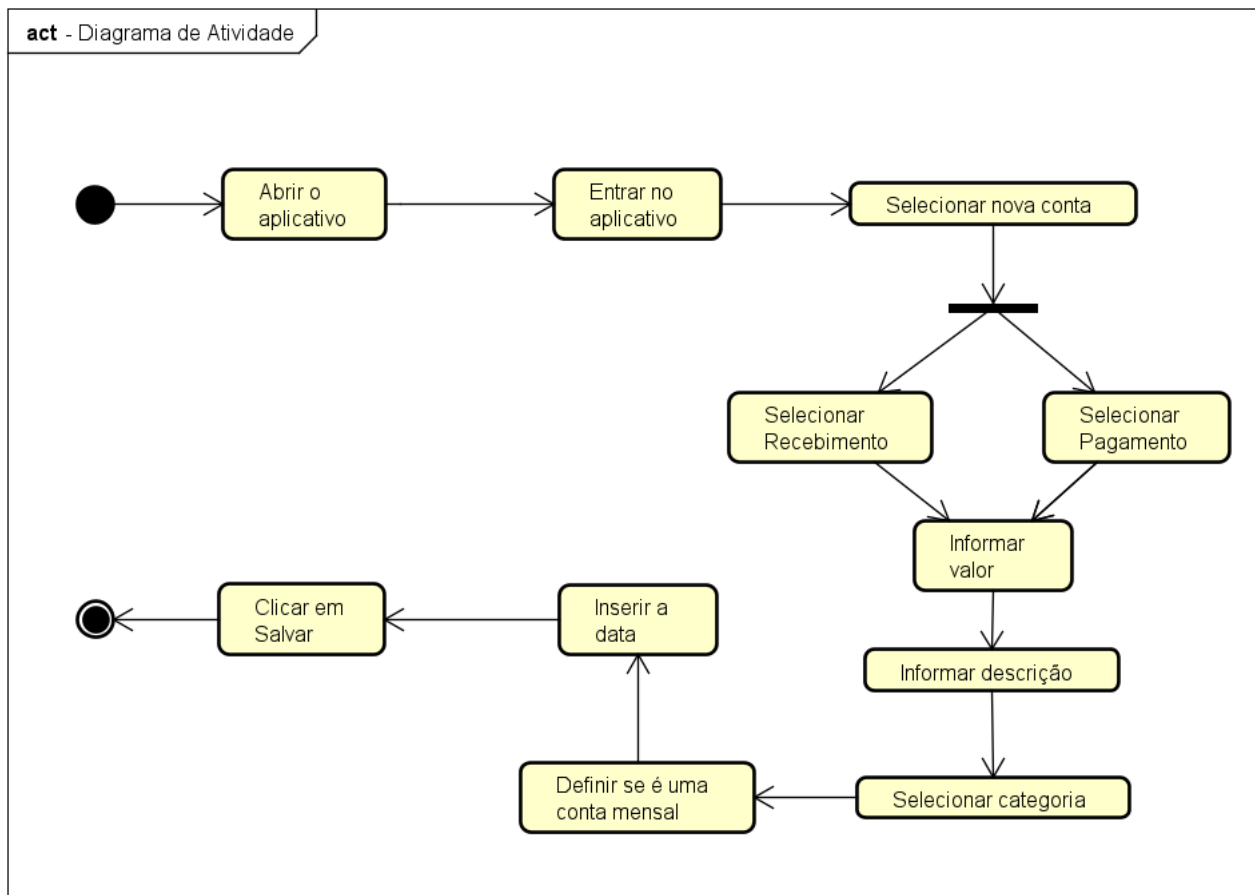 act - Diagrama de Atividade
Abrir o
aplicativo
Entrar no
aplicativo
Selecionar nova conta
Selecionar
Recebimento
Selecionar
Pagamento
Informar
valor
Informar descrição
Selecionar categoria
Definir se é uma
conta mensal
Inserir a
data
Clicar em
Salvar